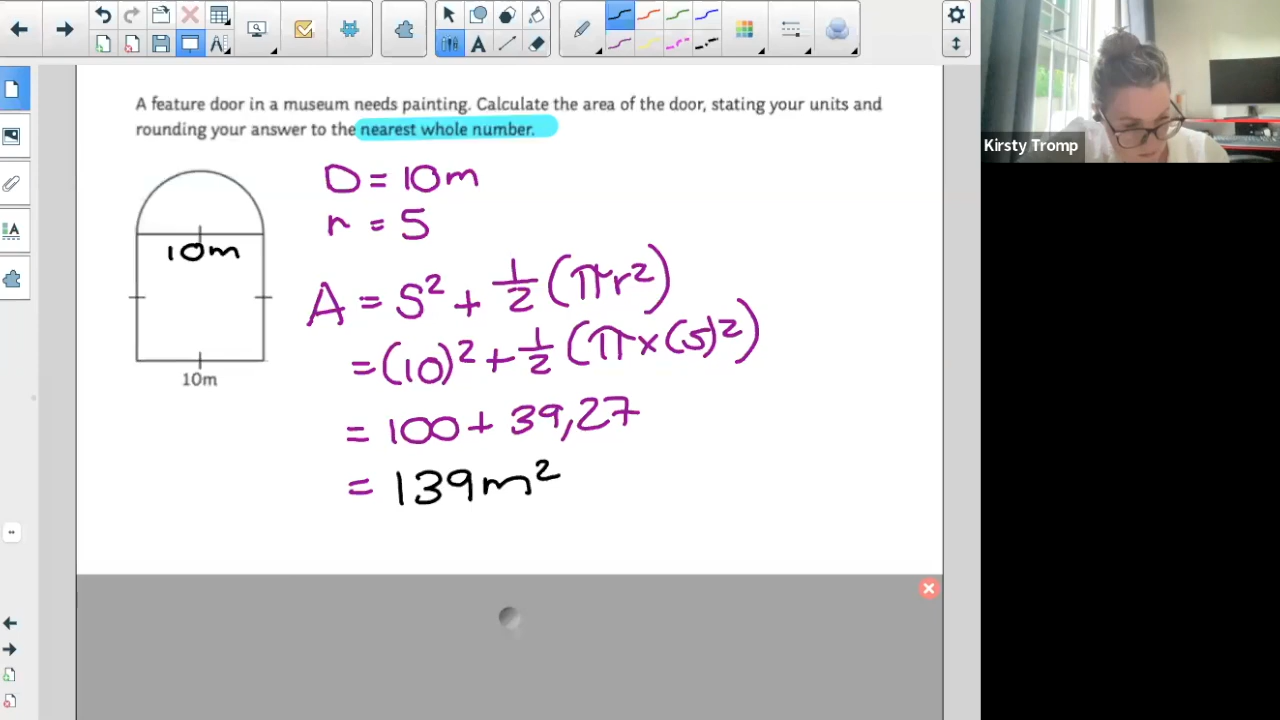 A feature door in a museum needs painting. Calculate the area of the door, stating your units and
rounding your answer to the nearest whole number.
Kirsty Tromp
D = 10m
r = 5
10m
A = S² + 1/2 (πr²)
= (10)² + 1/2 (π × (5)²)
10m
= 100 + 39,27
= 139m²